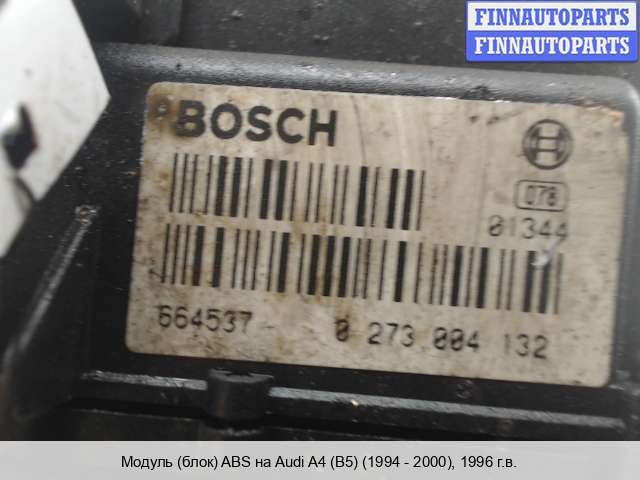 FINNAUTOPARTS
FINNAUTOPARTS
BOSCH
078
01344
664537 0 273 004 132
Модуль (блок) ABS на Audi A4 (B5) (1994 - 2000), 1996 г.в.